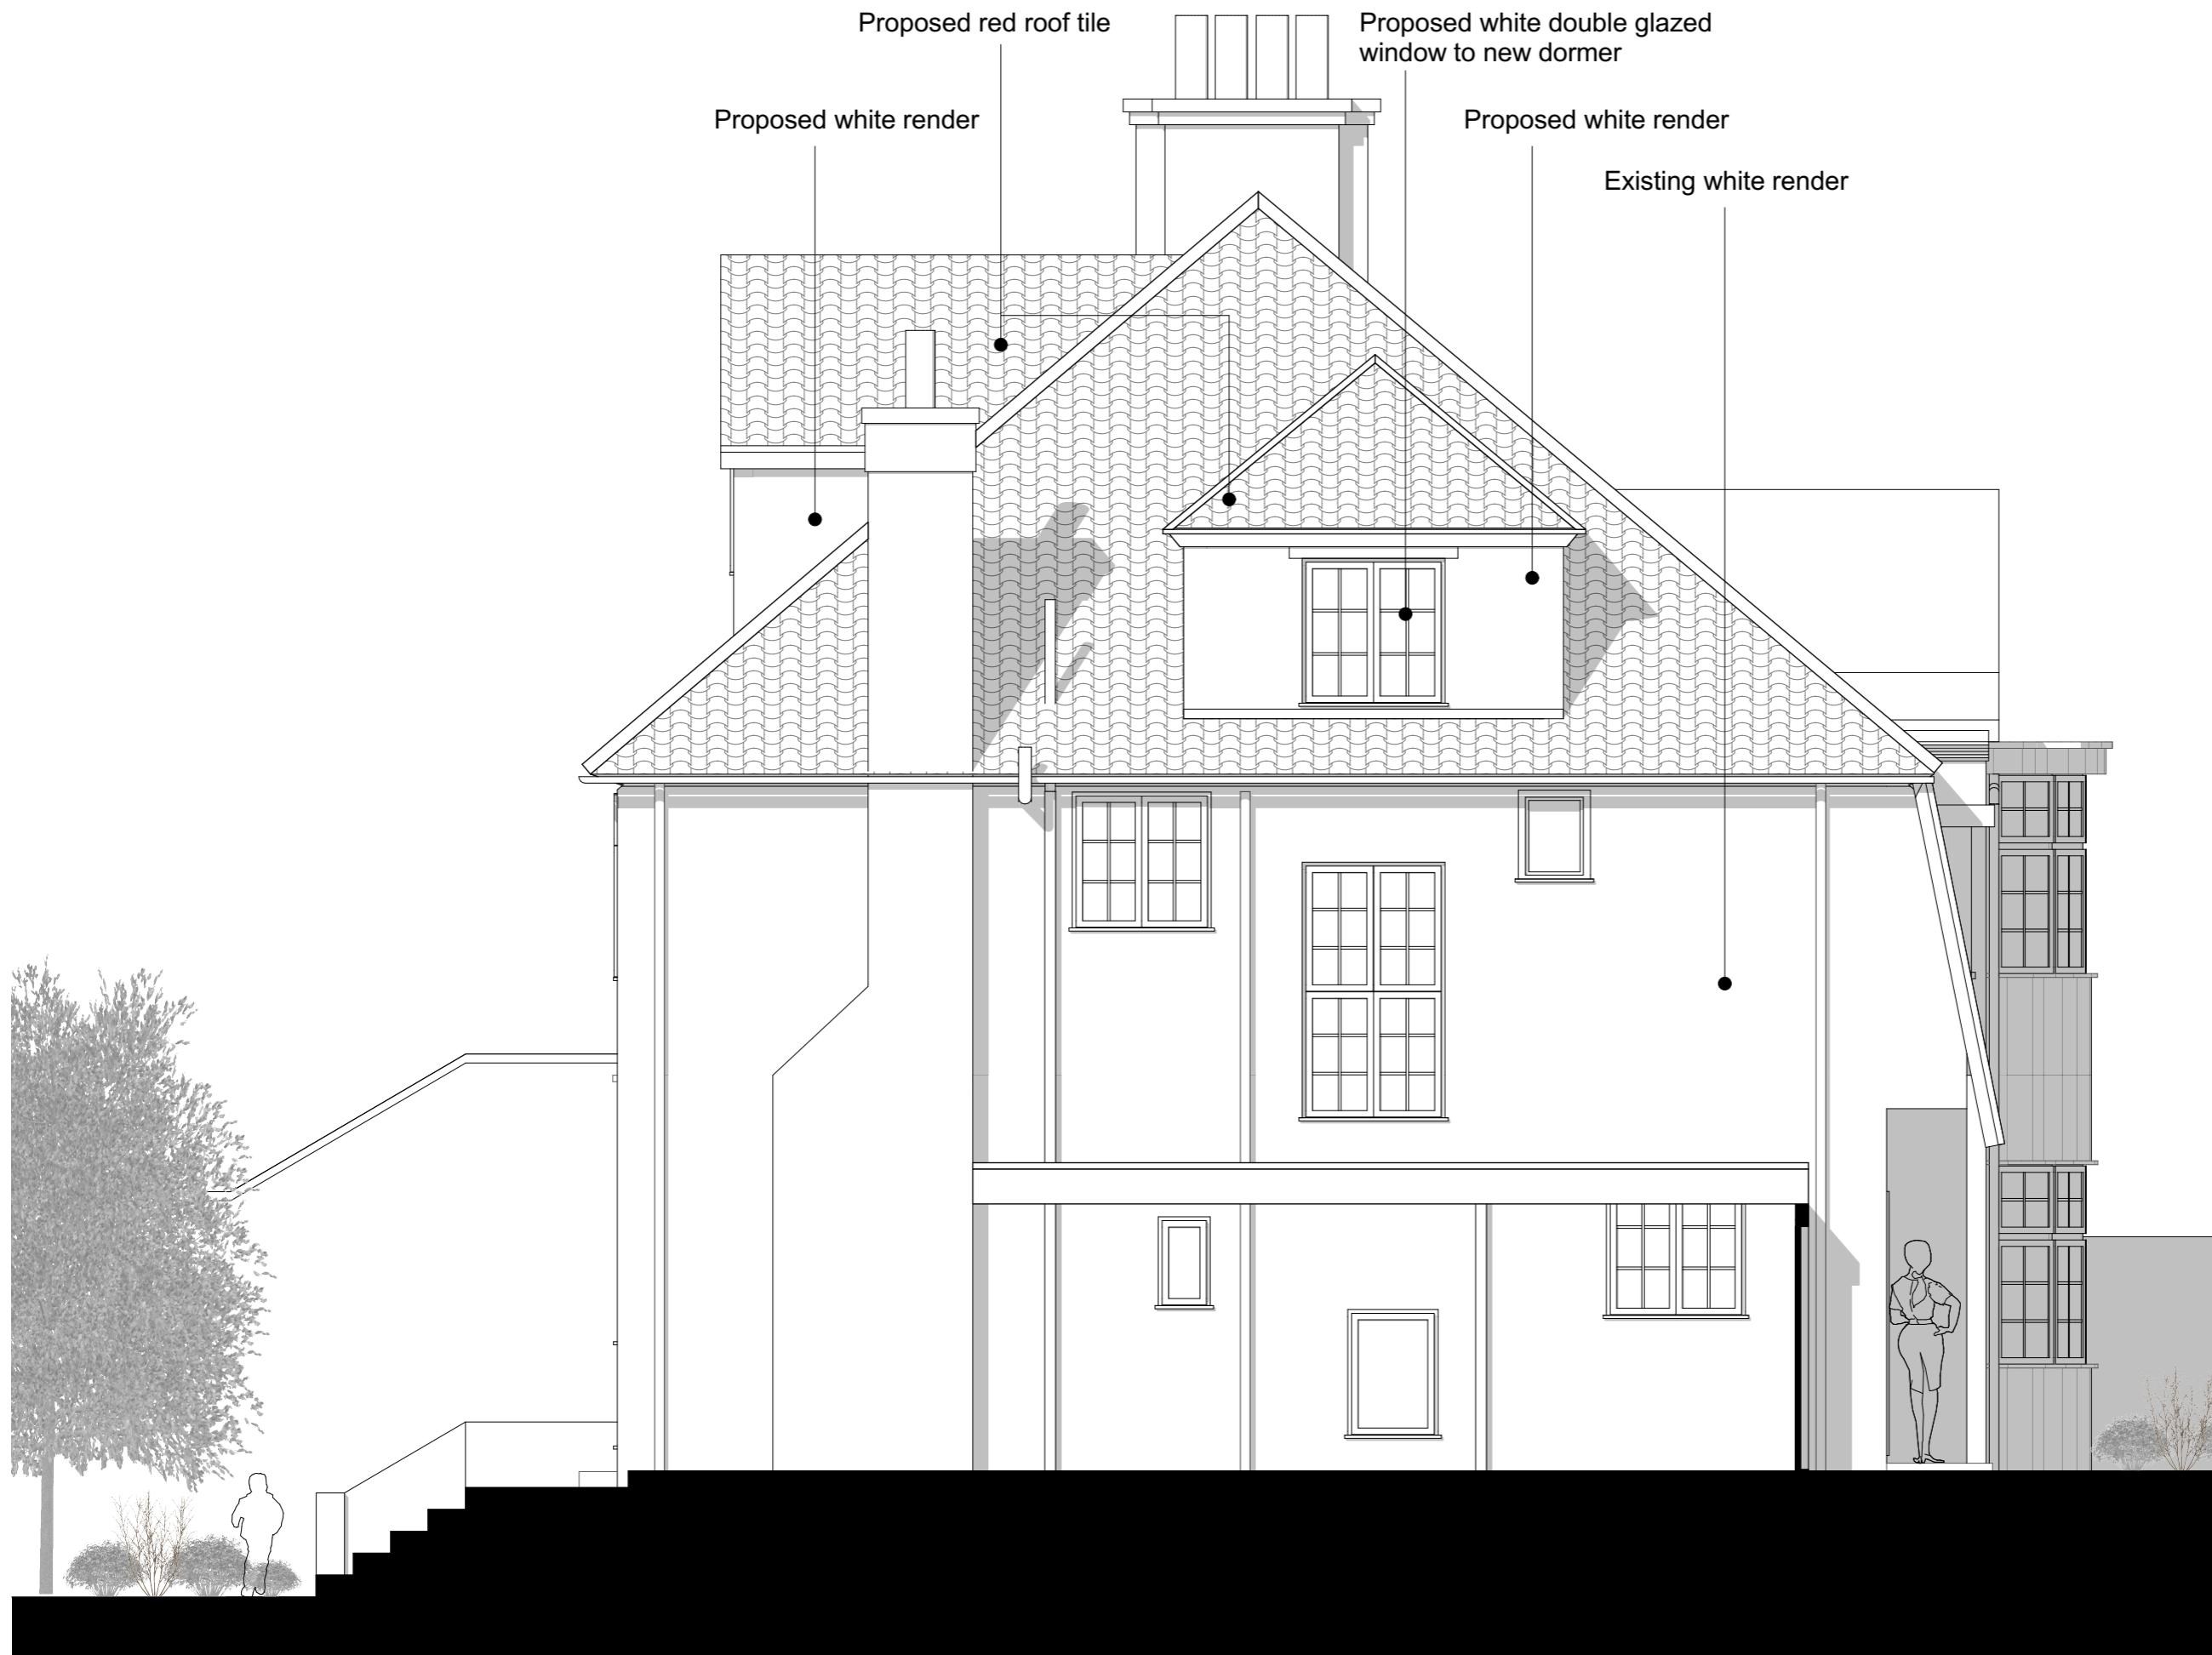 Proposed red roof tile
Proposed white double glazed
window to new dormer
Proposed white render
Proposed white render
Existing white render